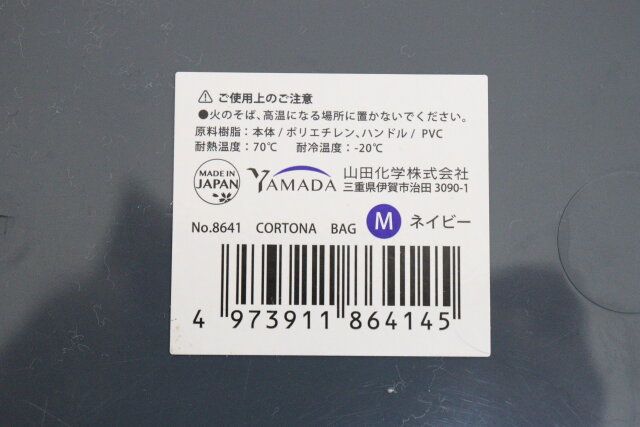 ⚠ ご使用上のご注意
●火のそば、高温になる場所に置かないでください。
原料樹脂：本体/ポリエチレン、ハンドル/ PVC
耐熱温度：70℃ 耐冷温度：-20℃
MADE IN JAPAN YAMADA 山田化学株式会社
三重県伊賀市治田 3090-1
No.8641 CORTONA BAG M ネイビー
4 973911 864145